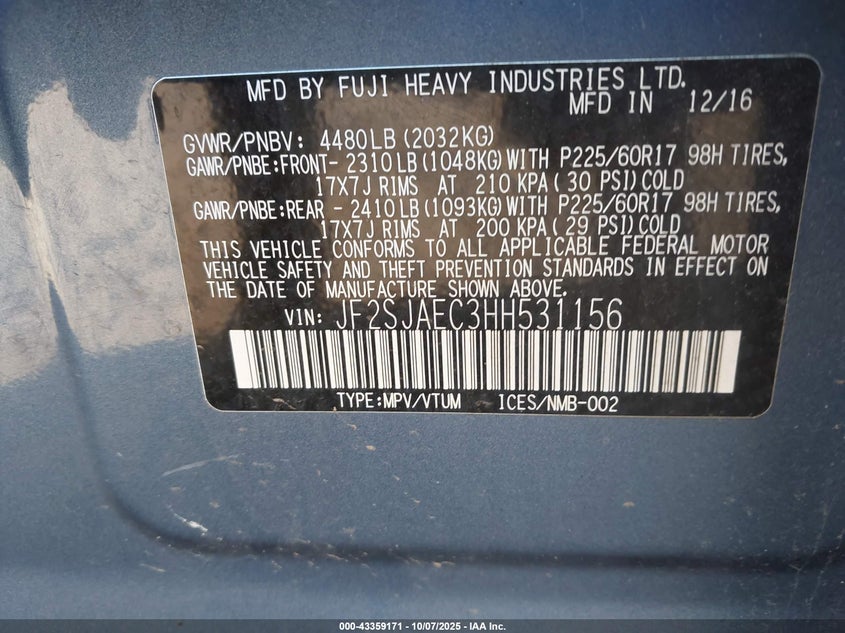 MFD BY FUJI HEAVY INDUSTRIES LTD.
MFD IN 12/16
GVWR/PNBV: 4480LB(2032KG)
GAWR/PNBE:FRONT- 2310LB(1048KG)WITH P225/60R17 98H TIRES,
17X7J RIMS AT 210 KPA(30 PSI)COLD
GAWR/PNBE:REAR - 2410LB(1093KG)WITH P225/60R17 98H TIRES,
17X7J RIMS AT 200 KPA(29 PSI)COLD
THIS VEHICLE CONFORMS TO ALL APPLICABLE FEDERAL MOTOR
VEHICLE SAFETY AND THEFT PREVENTION STANDARDS IN EFFECT ON
THE DATE OF MANUFACTURE SHOWN ABOVE.
VIN: JF2SJAEC3HH531156
TYPE:MPV/VTUM ICES/NMB-002
000-43359171 - 10/07/2025 - IAA Inc.